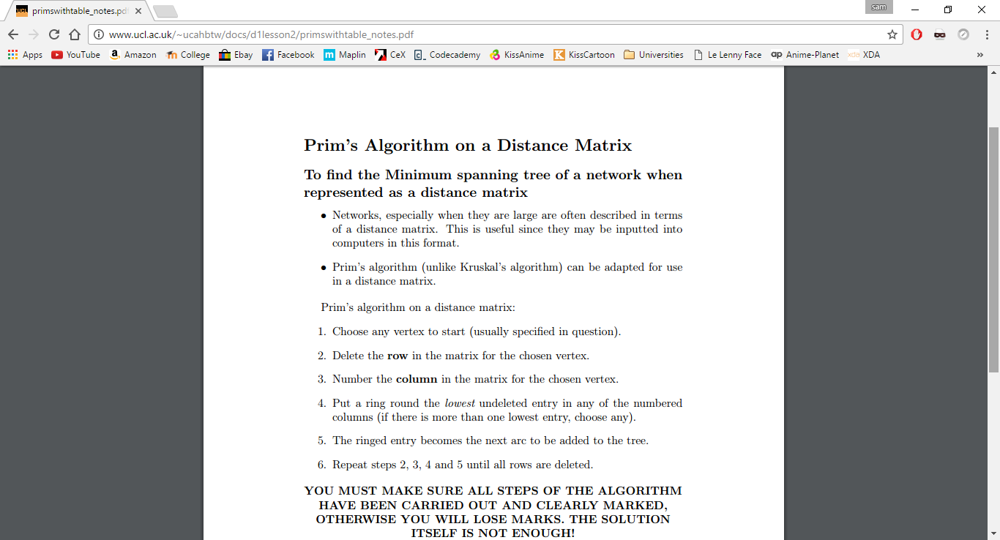 UCL primswithtable_notes.pd
sam
www.ucl.ac.uk/~ucahbtw/docs/d1lesson2/primswithtable_notes.pdf
Apps YouTube Amazon College Ebay Facebook Maplin CeX Codecademy KissAnime KissCartoon Universities Le Lenny Face Anime-Planet XDA
Prim's Algorithm on a Distance Matrix
To find the Minimum spanning tree of a network when
represented as a distance matrix
• Networks, especially when they are large are often described in terms
of a distance matrix. This is useful since they may be inputted into
computers in this format.
• Prim's algorithm (unlike Kruskal's algorithm) can be adapted for use
in a distance matrix.
Prim's algorithm on a distance matrix:
1. Choose any vertex to start (usually specified in question).
2. Delete the row in the matrix for the chosen vertex.
3. Number the column in the matrix for the chosen vertex.
4. Put a ring round the lowest undeleted entry in any of the numbered
columns (if there is more than one lowest entry, choose any).
5. The ringed entry becomes the next arc to be added to the tree.
6. Repeat steps 2, 3, 4 and 5 until all rows are deleted.
YOU MUST MAKE SURE ALL STEPS OF THE ALGORITHM
HAVE BEEN CARRIED OUT AND CLEARLY MARKED,
OTHERWISE YOU WILL LOSE MARKS. THE SOLUTION
ITSELF IS NOT ENOUGH!